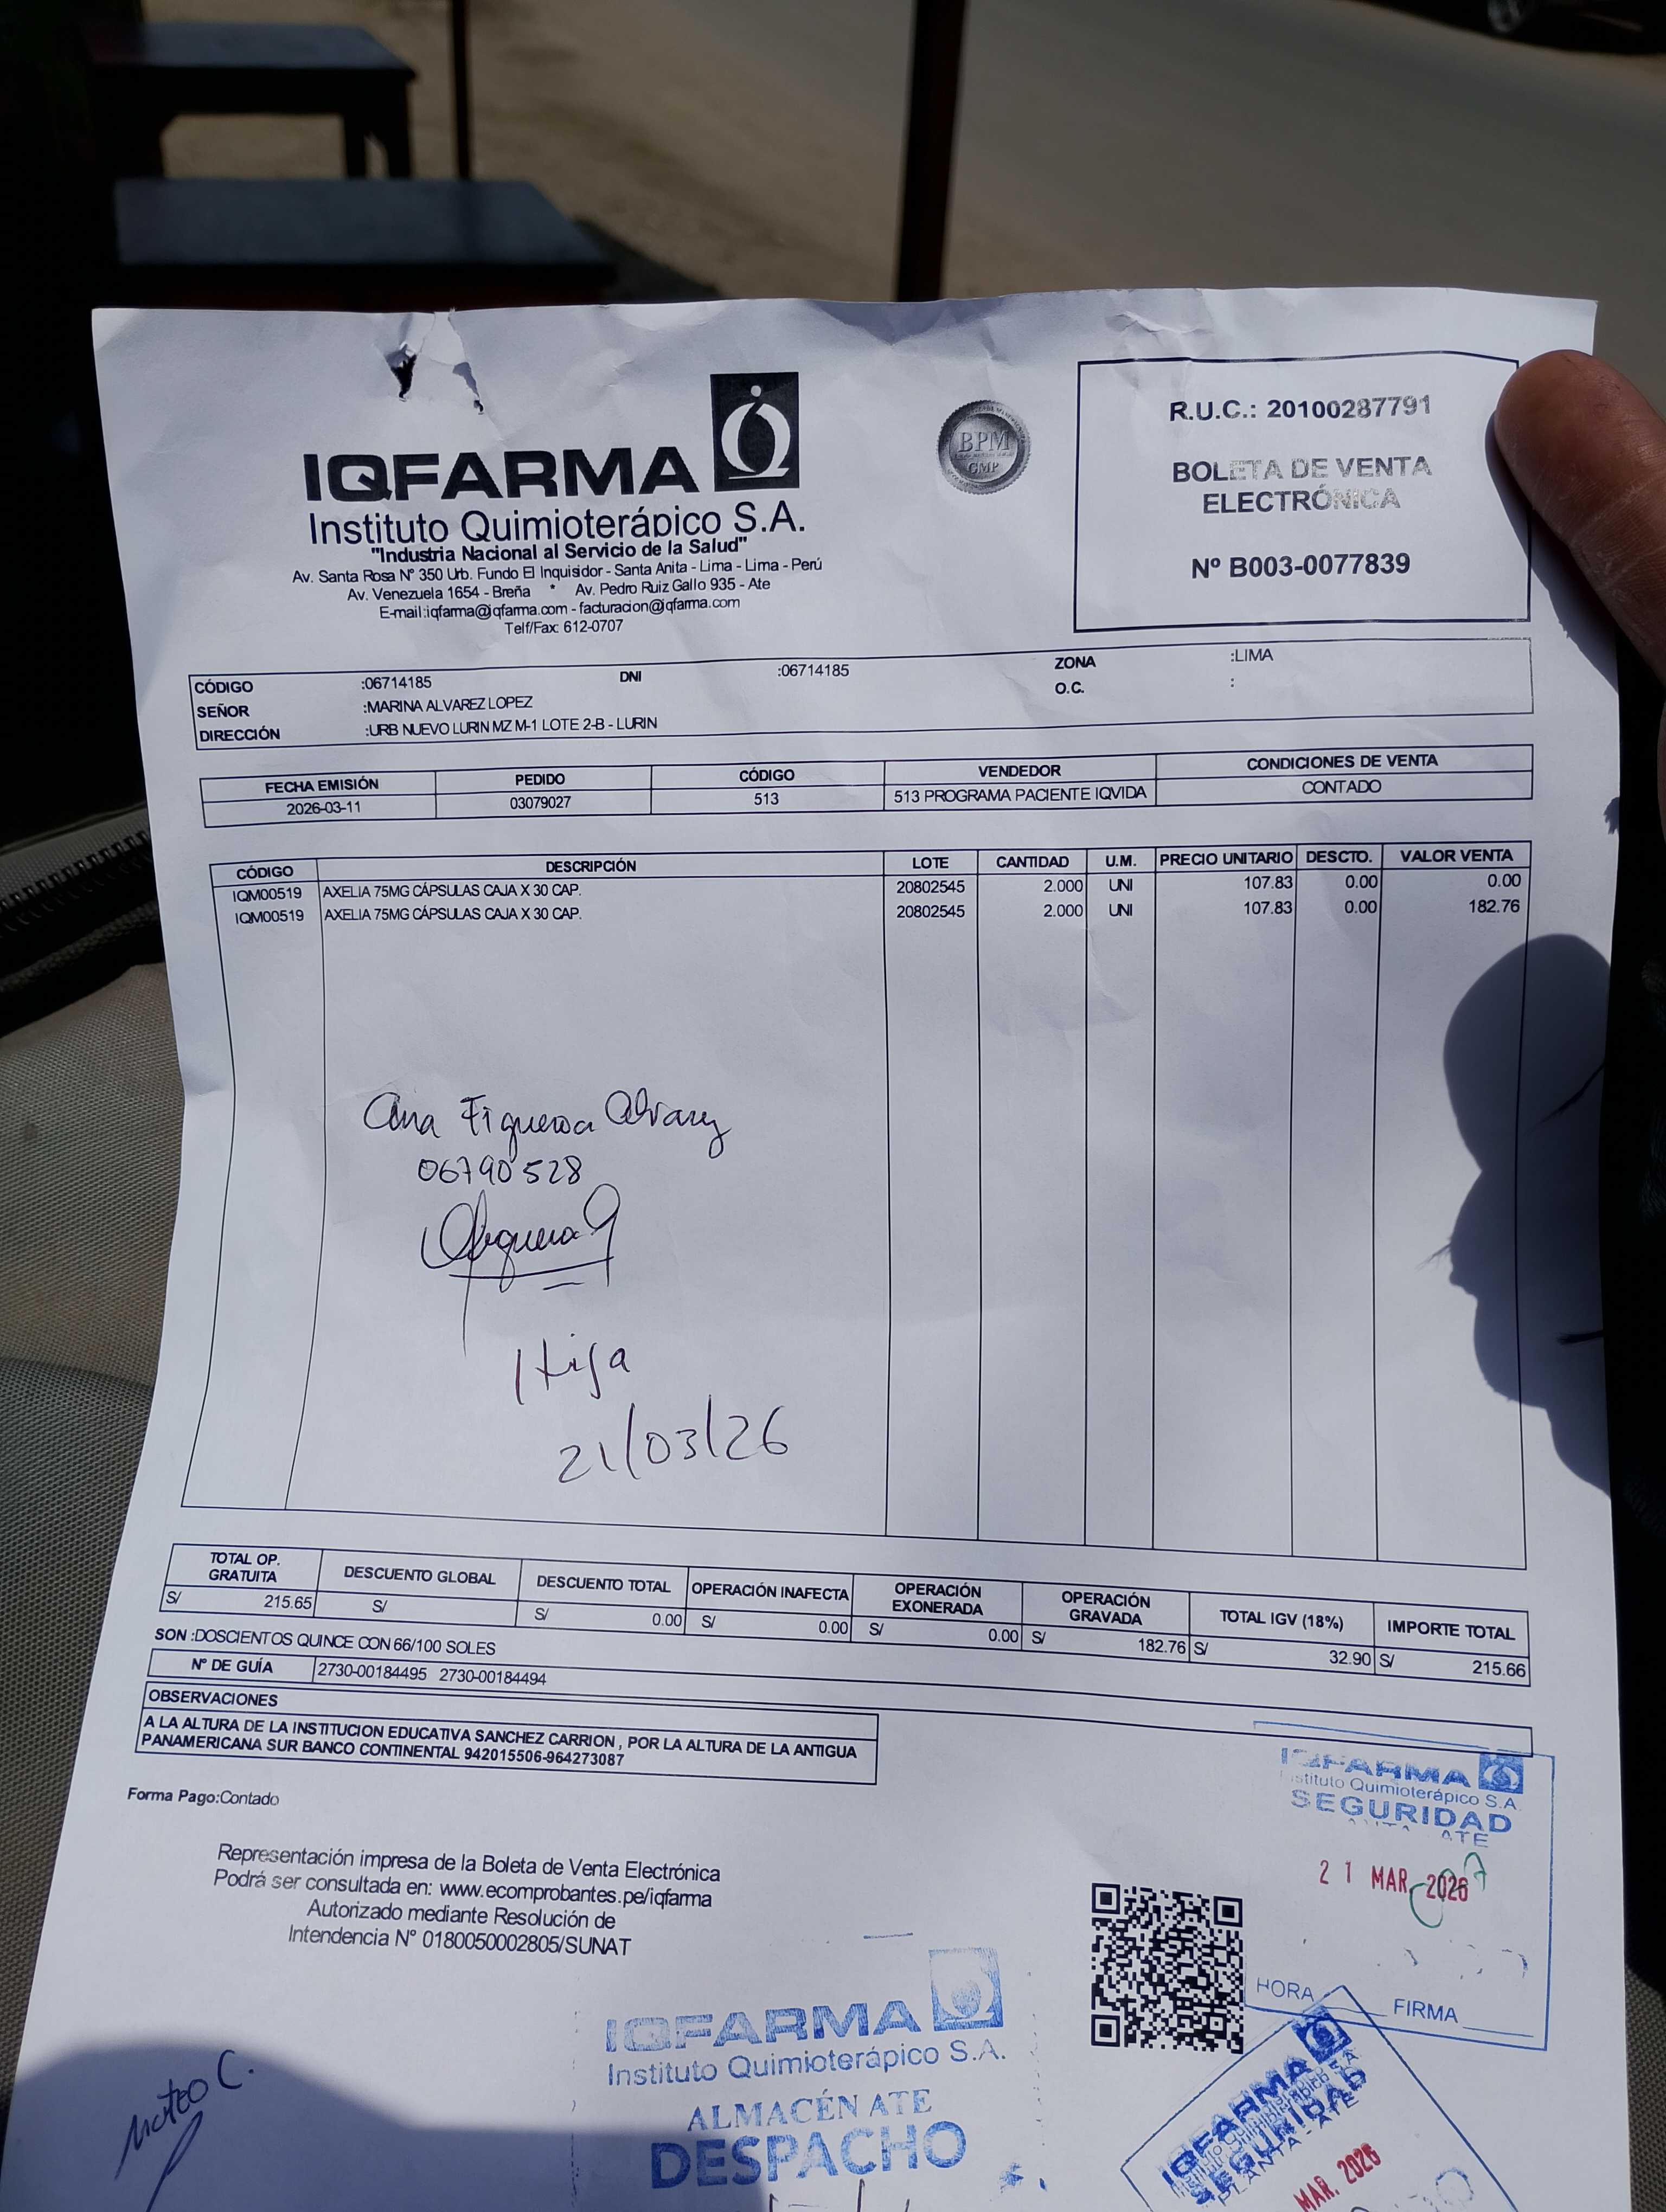 IQFARMA
Instituto Quimioterápico S.A.
"Industria Nacional al Servicio de la Salud"
Av. Santa Rosa Nº 350 Urb. Fundo El Inquisidor - Santa Anita - Lima - Lima - Perú
Av. Venezuela 1654 - Breña * Av. Pedro Ruiz Gallo 935 - Ate
E-mail:iqfarma@iqfarma.com - facturacion@iqfarma.com
Telf/Fax: 612-0707
BPM
GMP
R.U.C.: 20100287791
BOLETA DE VENTA
ELECTRÓNICA
Nº B003-0077839
CÓDIGO :06714185 DNI :06714185 ZONA :LIMA
SEÑOR :MARINA ALVAREZ LOPEZ O.C. :
DIRECCIÓN :URB NUEVO LURIN MZ M-1 LOTE 2-B - LURIN
FECHA EMISIÓN PEDIDO CÓDIGO VENDEDOR CONDICIONES DE VENTA
2026-03-11 03079027 513 513 PROGRAMA PACIENTE IQVIDA CONTADO
CÓDIGO DESCRIPCIÓN LOTE CANTIDAD U.M. PRECIO UNITARIO DESCTO. VALOR VENTA
IQM00519 AXELIA 75MG CÁPSULAS CAJA X 30 CAP. 20802545 2.000 UNI 107.83 0.00 0.00
IQM00519 AXELIA 75MG CÁPSULAS CAJA X 30 CAP. 20802545 2.000 UNI 107.83 0.00 182.76
Ana Figueroa Alvarez
06790528
Hija
21/03/26
TOTAL OP. GRATUITA DESCUENTO GLOBAL DESCUENTO TOTAL OPERACIÓN INAFECTA OPERACIÓN EXONERADA OPERACIÓN GRAVADA TOTAL IGV (18%) IMPORTE TOTAL
S/ 215.65 S/ S/ 0.00 S/ 0.00 S/ 0.00 S/ 182.76 S/ 32.90 S/ 215.66
SON :DOSCIENTOS QUINCE CON 66/100 SOLES
Nº DE GUÍA 2730-00184495 2730-00184494
OBSERVACIONES
A LA ALTURA DE LA INSTITUCION EDUCATIVA SANCHEZ CARRION , POR LA ALTURA DE LA ANTIGUA
PANAMERICANA SUR BANCO CONTINENTAL 942015506-964273087
Forma Pago:Contado
Representación impresa de la Boleta de Venta Electrónica
Podrá ser consultada en: www.ecomprobantes.pe/iqfarma
Autorizado mediante Resolución de
Intendencia N° 0180050002805/SUNAT
IQFARMA
Instituto Quimioterápico S.A.
SEGURIDAD
ATE
21 MAR. 2026
HORA FIRMA
IQFARMA
Instituto Quimioterápico S.A.
ALMACÉN ATE
DESPACHO
Mateo C.
IQFARMA
SEGURIDAD
PLANTA - ATE
MAR. 2026